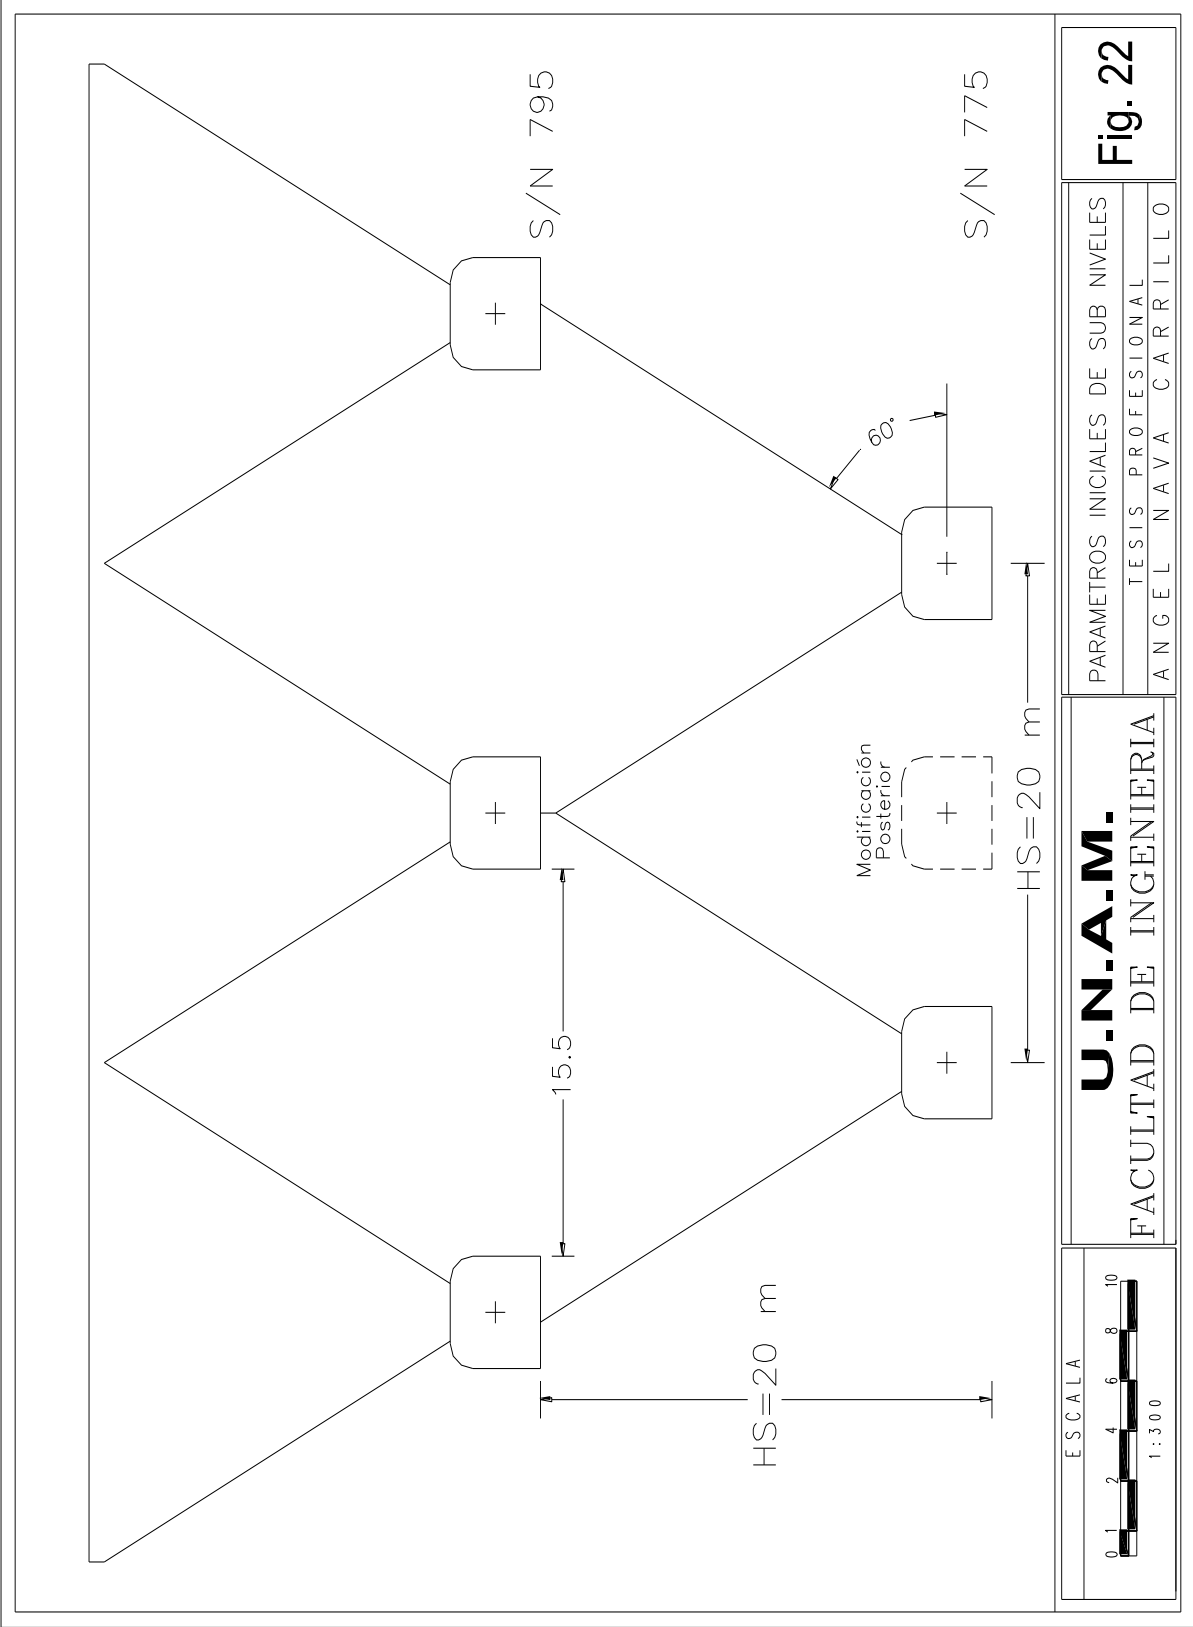 S/N 795
S/N 775
60°
15.5
HS=20 m
HS=20 m
Modificación
Posterior
ESCALA
0 1 2 4 6 8 10
1:300
U.N.A.M.
FACULTAD DE INGENIERIA
PARAMETROS INICIALES DE SUB NIVELES
TESIS PROFESIONAL
ANGEL NAVA CARRILLO
Fig. 22